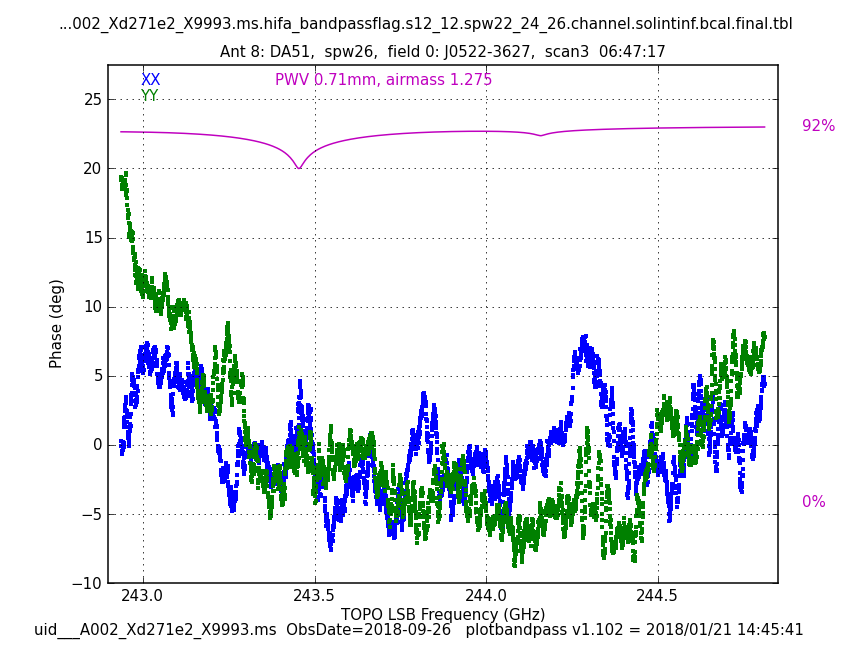 ...002_Xd271e2_X9993.ms.hifa_bandpassflag.s12_12.spw22_24_26.channel.solintinf.bcal.final.tbl
Ant 8: DA51,  spw26,  field 0: J0522-3627,  scan3  06:47:17
XX
PWV 0.71mm, airmass 1.275
YY
25
92%
20
15
10
Phase (deg)
5
0
0%
−5
−10
243.0 243.5 244.0 244.5
TOPO LSB Frequency (GHz)
uid___A002_Xd271e2_X9993.ms  ObsDate=2018-09-26   plotbandpass v1.102 = 2018/01/21 14:45:41